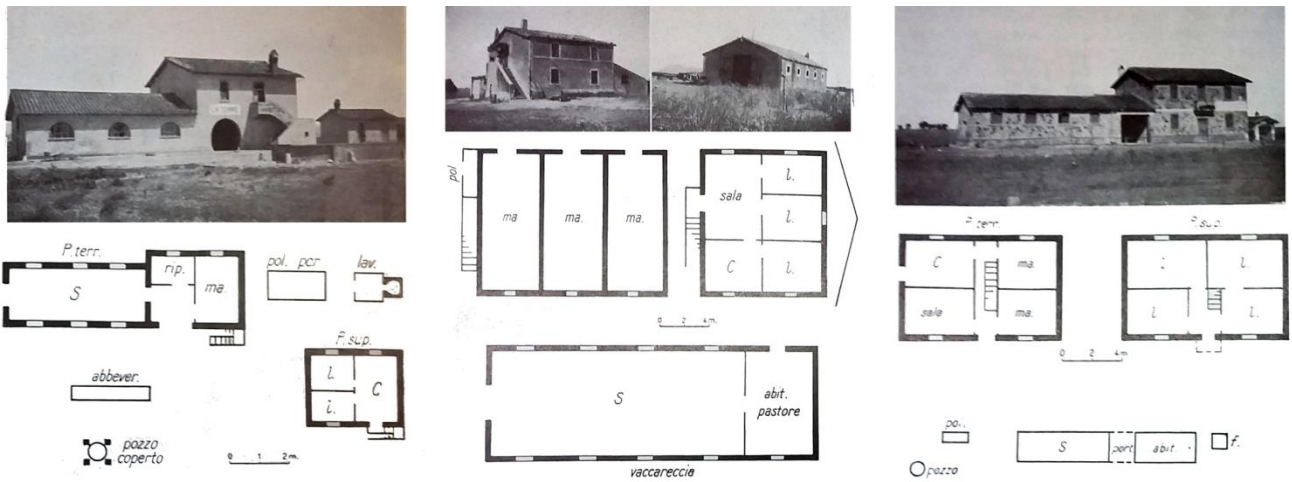 P. terr.
S
rip.
ma.
pol. pcr
lav.
P. sup.
l.
l.
C
abbever.
pozzo
coperto
0 1 2m.
pol
ma
ma.
ma.
sala
l.
l.
C
l.
0 2 4m.
S
abit.
pastore
vaccareccia
P. terr.
C
ma.
sala
ma.
P. sup.
l.
l
l.
0 2 4m
po.
pozzo
S
port
abit.
f.